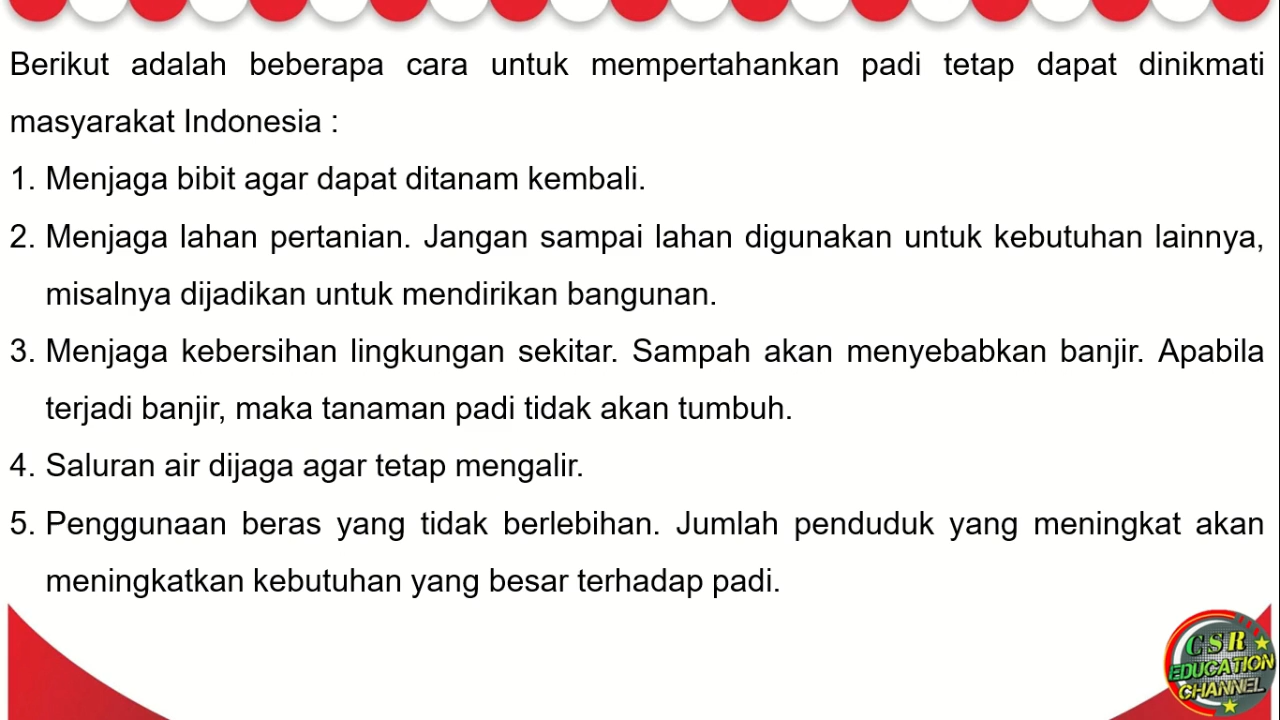 Berikut adalah beberapa cara untuk mempertahankan padi tetap dapat dinikmati
masyarakat Indonesia :
1. Menjaga bibit agar dapat ditanam kembali.
2. Menjaga lahan pertanian. Jangan sampai lahan digunakan untuk kebutuhan lainnya,
misalnya dijadikan untuk mendirikan bangunan.
3. Menjaga kebersihan lingkungan sekitar. Sampah akan menyebabkan banjir. Apabila
terjadi banjir, maka tanaman padi tidak akan tumbuh.
4. Saluran air dijaga agar tetap mengalir.
5. Penggunaan beras yang tidak berlebihan. Jumlah penduduk yang meningkat akan
meningkatkan kebutuhan yang besar terhadap padi.
CSR
EDUCATION
CHANNEL